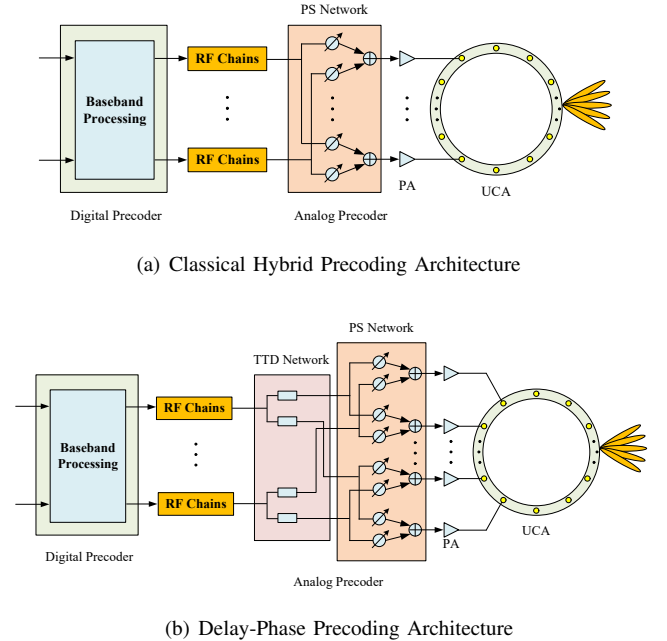 PS Network
RF Chains
Baseband
Processing
RF Chains
PA
UCA
Digital Precoder
Analog Precoder
(a) Classical Hybrid Precoding Architecture
PS Network
TTD Network
RF Chains
Baseband
Processing
RF Chains
PA
UCA
Digital Precoder
Analog Precoder
(b) Delay-Phase Precoding Architecture